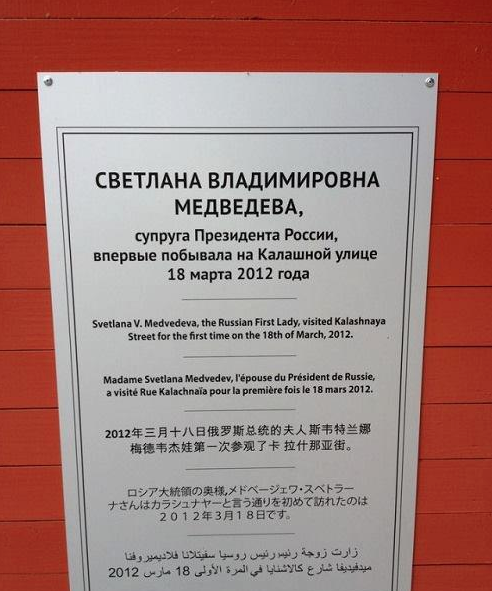 СВЕТЛАНА ВЛАДИМИРОВНА
МЕДВЕДЕВА,
супруга Президента России,
впервые побывала на Калашной улице
18 марта 2012 года
Svetlana V. Medvedeva, the Russian First Lady, visited Kalashnaya
Street for the first time on the 18th of March, 2012.
Madame Svetlana Medvedev, l'épouse du Président de Russie,
a visité Rue Kalachnaïa pour la première fois le 18 mars 2012.
2012年三月十八日俄罗斯总统的夫人斯韦特兰娜
梅德韦杰娃第一次参观了卡 拉什那亚街。
ロシア大統領の奥様,メドベージェワ・スベトラー
ナさんはカラシュナヤーと言う通りを初めて訪れたのは
２０１２年3月１8日です。
زارت زوجة رئيس رئيس روسيا سفيتلانا فلاديميروفنا
ميدفيديفا شارع كالاشنايا في المرة الأولى 18 مارس 2012